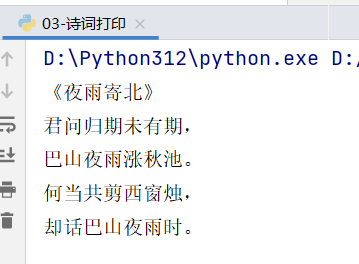 03-诗词打印
D:\Python312\python.exe D:/
《夜雨寄北》
君问归期未有期，
巴山夜雨涨秋池。
何当共剪西窗烛，
却话巴山夜雨时。